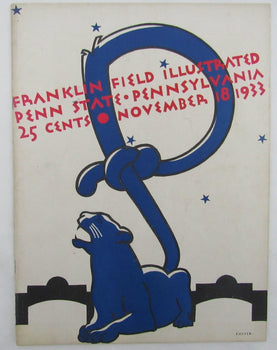 FRANKLIN FIELD ILLUSTRATED
PENN STATE • PENNSYLVANIA
25 CENTS • NOVEMBER 18 1933